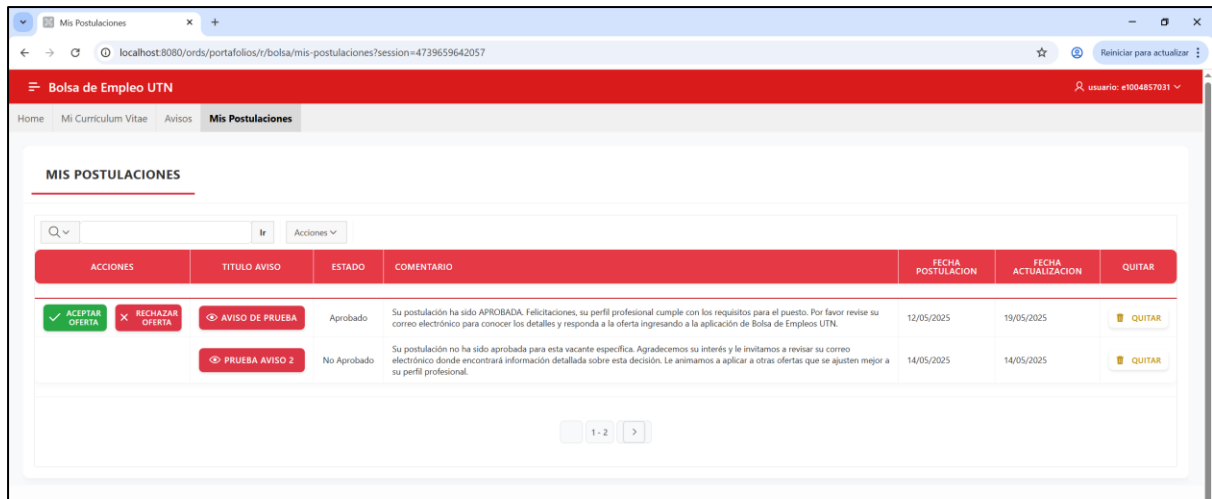 Mis Postulaciones
localhost:8080/ords/portafolios/r/bolsa/mis-postulaciones?session=4739659642057
Reiniciar para actualizar
Bolsa de Empleo UTN
usuario: e1004857031
Home Mi Curriculum Vitae Avisos Mis Postulaciones
MIS POSTULACIONES
Ir Acciones
ACCIONES TITULO AVISO ESTADO COMENTARIO FECHA POSTULACION FECHA ACTUALIZACION QUITAR
ACEPTAR OFERTA RECHAZAR OFERTA AVISO DE PRUEBA Aprobado
Su postulación ha sido APROBADA. Felicitaciones, su perfil profesional cumple con los requisitos para el puesto. Por favor revise su
correo electrónico para conocer los detalles y responda a la oferta ingresando a la aplicación de Bolsa de Empleos UTN.
12/05/2025 19/05/2025 QUITAR
PRUEBA AVISO 2 No Aprobado
Su postulación no ha sido aprobada para esta vacante específica. Agradecemos su interés y le invitamos a revisar su correo
electrónico donde encontrará información detallada sobre esta decisión. Le animamos a aplicar a otras ofertas que se ajusten mejor a
su perfil profesional.
14/05/2025 14/05/2025 QUITAR
1 - 2